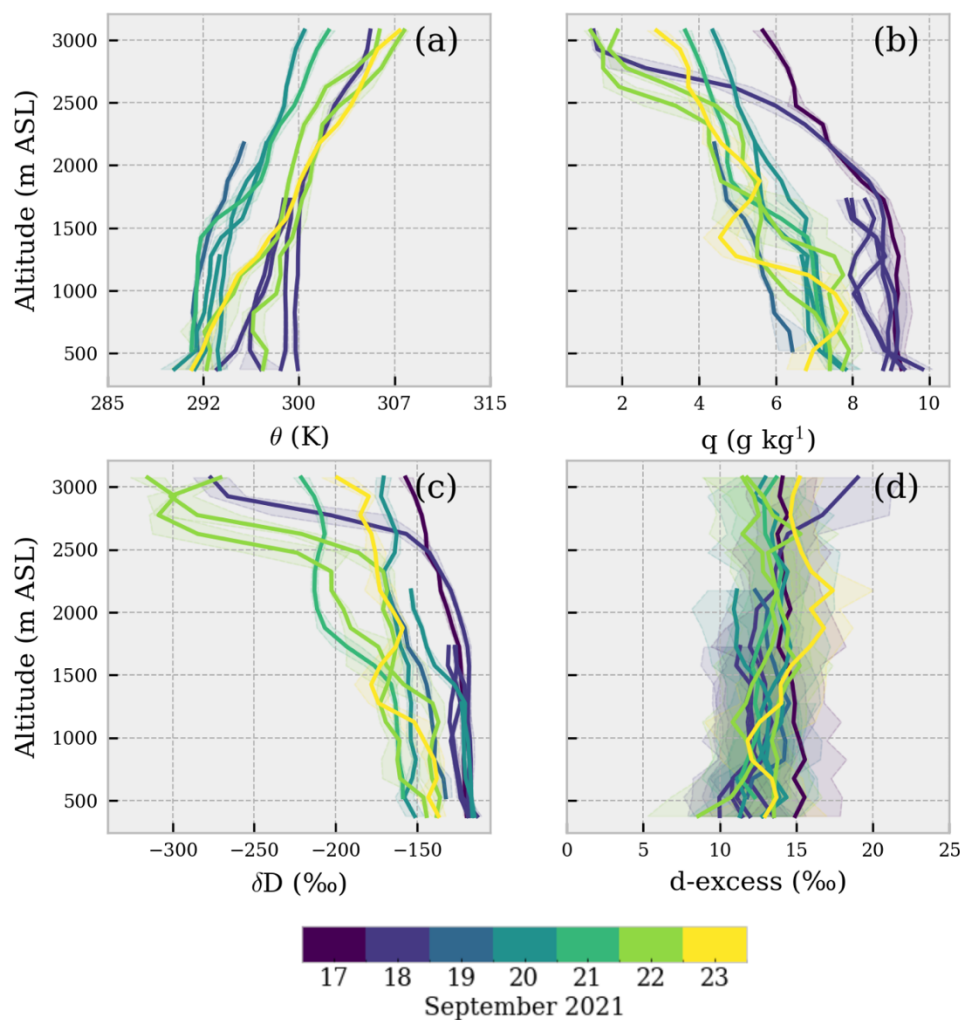 (a)
(b)
3000
2500
2000
1500
1000
500
Altitude (m ASL)
285 292 300 307 315
2 4 6 8 10
θ (K)
q (g kg¹)
(c)
(d)
3000
2500
2000
1500
1000
500
Altitude (m ASL)
−300 −250 −200 −150
0 5 10 15 20 25
δD (‰)
d-excess (‰)
17 18 19 20 21 22 23
September 2021